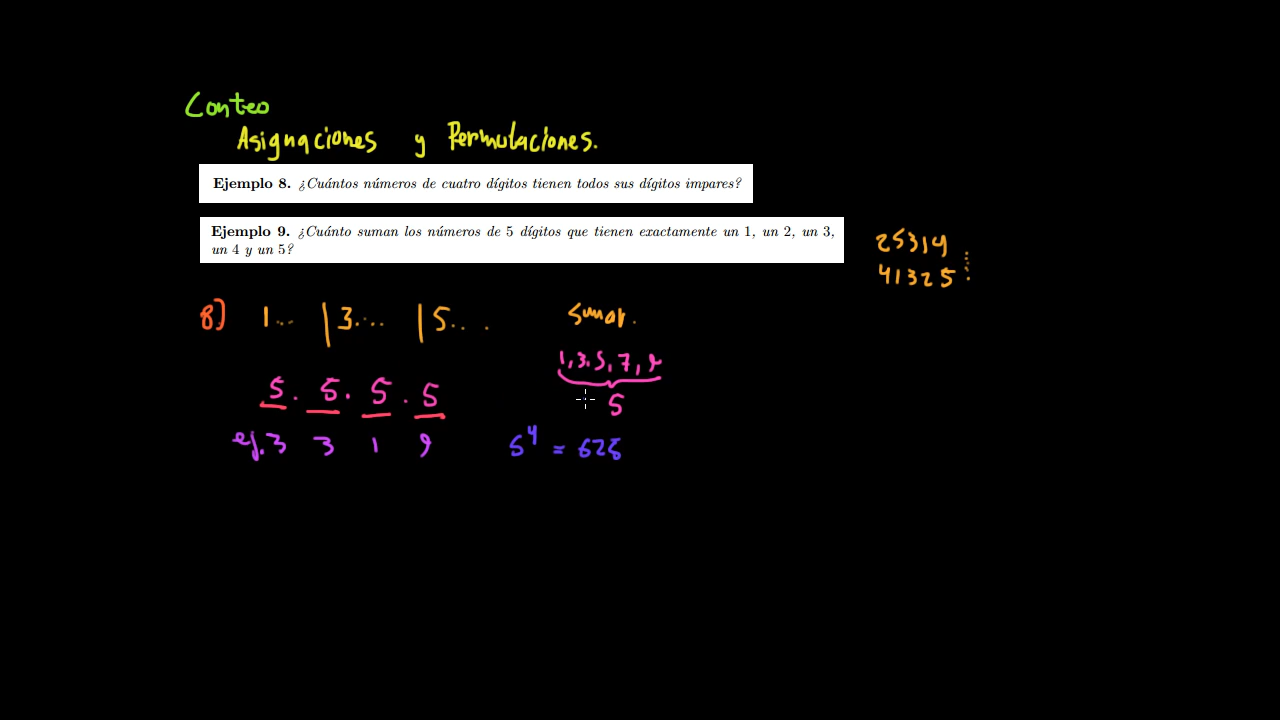 Conteo
Asignaciones y Permutaciones.
Ejemplo 8. ¿Cuántos números de cuatro dígitos tienen todos sus dígitos impares?
Ejemplo 9. ¿Cuánto suman los números de 5 dígitos que tienen exactamente un 1, un 2, un 3,
un 4 y un 5?
25314
41325
8) 1... | 3.... | 5.... sumar.
1, 3, 5, 7, 9
5 . 5 . 5 . 5
5
ej. 3 3 1 9
5⁴ = 625